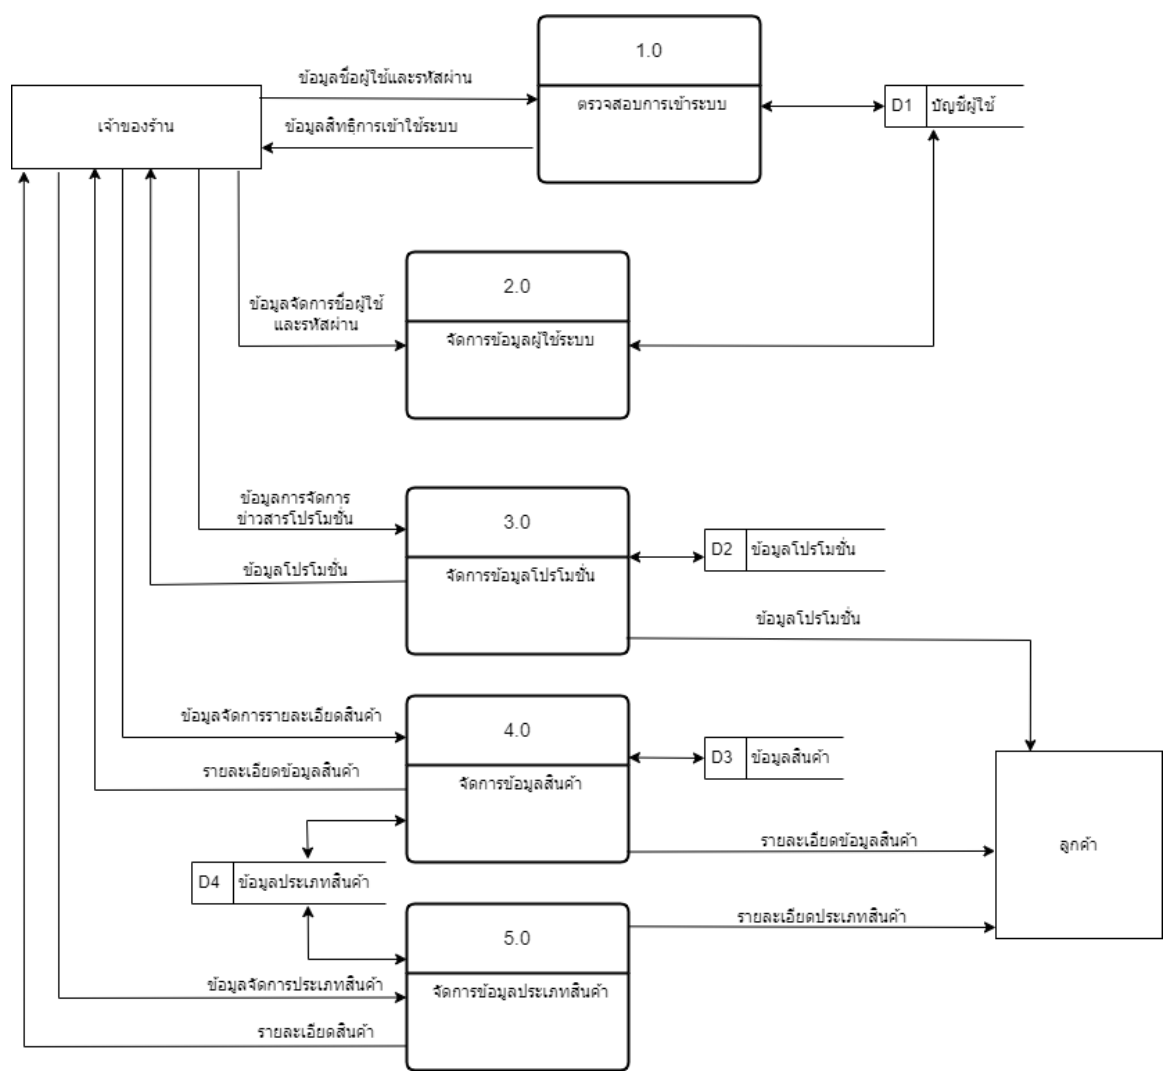 1.0
ข้อมูลชื่อผู้ใช้และรหัสผ่าน
ตรวจสอบการเข้าระบบ
D1
บัญชีผู้ใช้
เจ้าของร้าน
ข้อมูลสิทธิการเข้าใช้ระบบ
2.0
ข้อมูลจัดการชื่อผู้ใช้
และรหัสผ่าน
จัดการข้อมูลผู้ใช้ระบบ
ข้อมูลการจัดการ
ข่าวสารโปรโมชั่น
3.0
D2
ข้อมูลโปรโมชั่น
ข้อมูลโปรโมชั่น
จัดการข้อมูลโปรโมชั่น
ข้อมูลโปรโมชั่น
ข้อมูลจัดการรายละเอียดสินค้า
4.0
D3
ข้อมูลสินค้า
รายละเอียดข้อมูลสินค้า
จัดการข้อมูลสินค้า
รายละเอียดข้อมูลสินค้า
ลูกค้า
D4
ข้อมูลประเภทสินค้า
รายละเอียดประเภทสินค้า
5.0
ข้อมูลจัดการประเภทสินค้า
จัดการข้อมูลประเภทสินค้า
รายละเอียดสินค้า